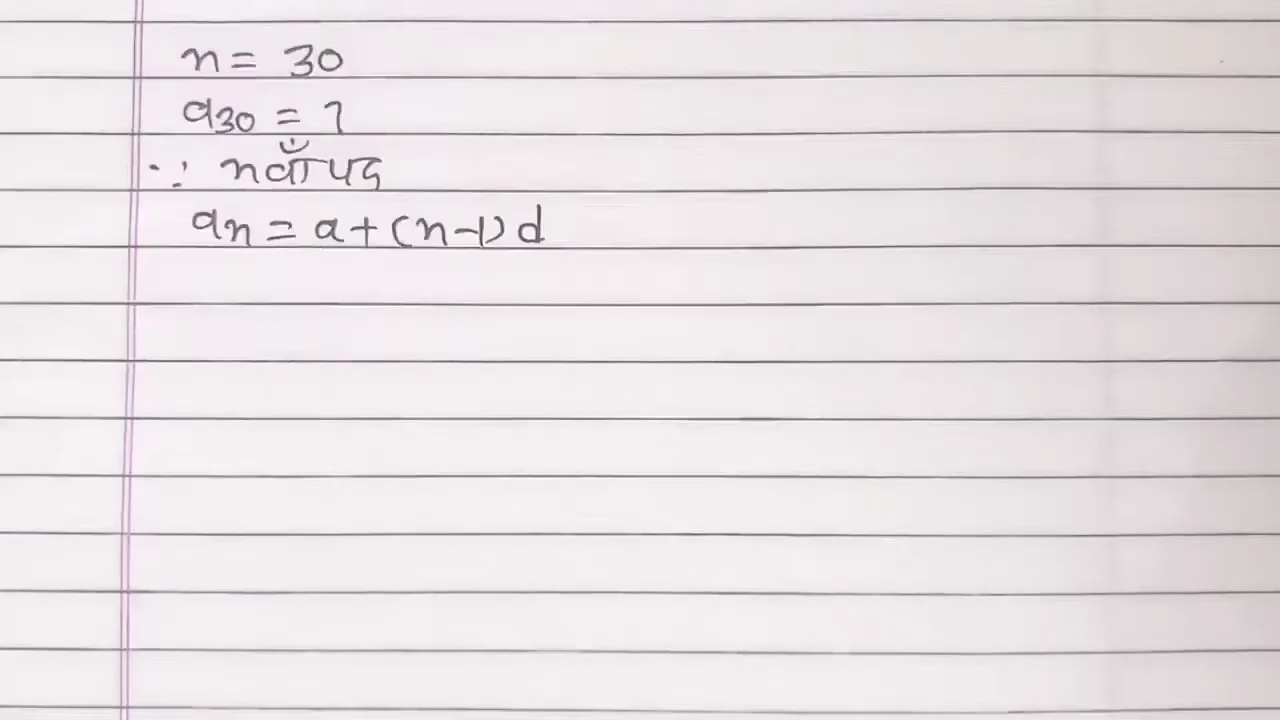 n = 30
a30 = ?
∵ nवाँ पद
an = a + (n-1) d